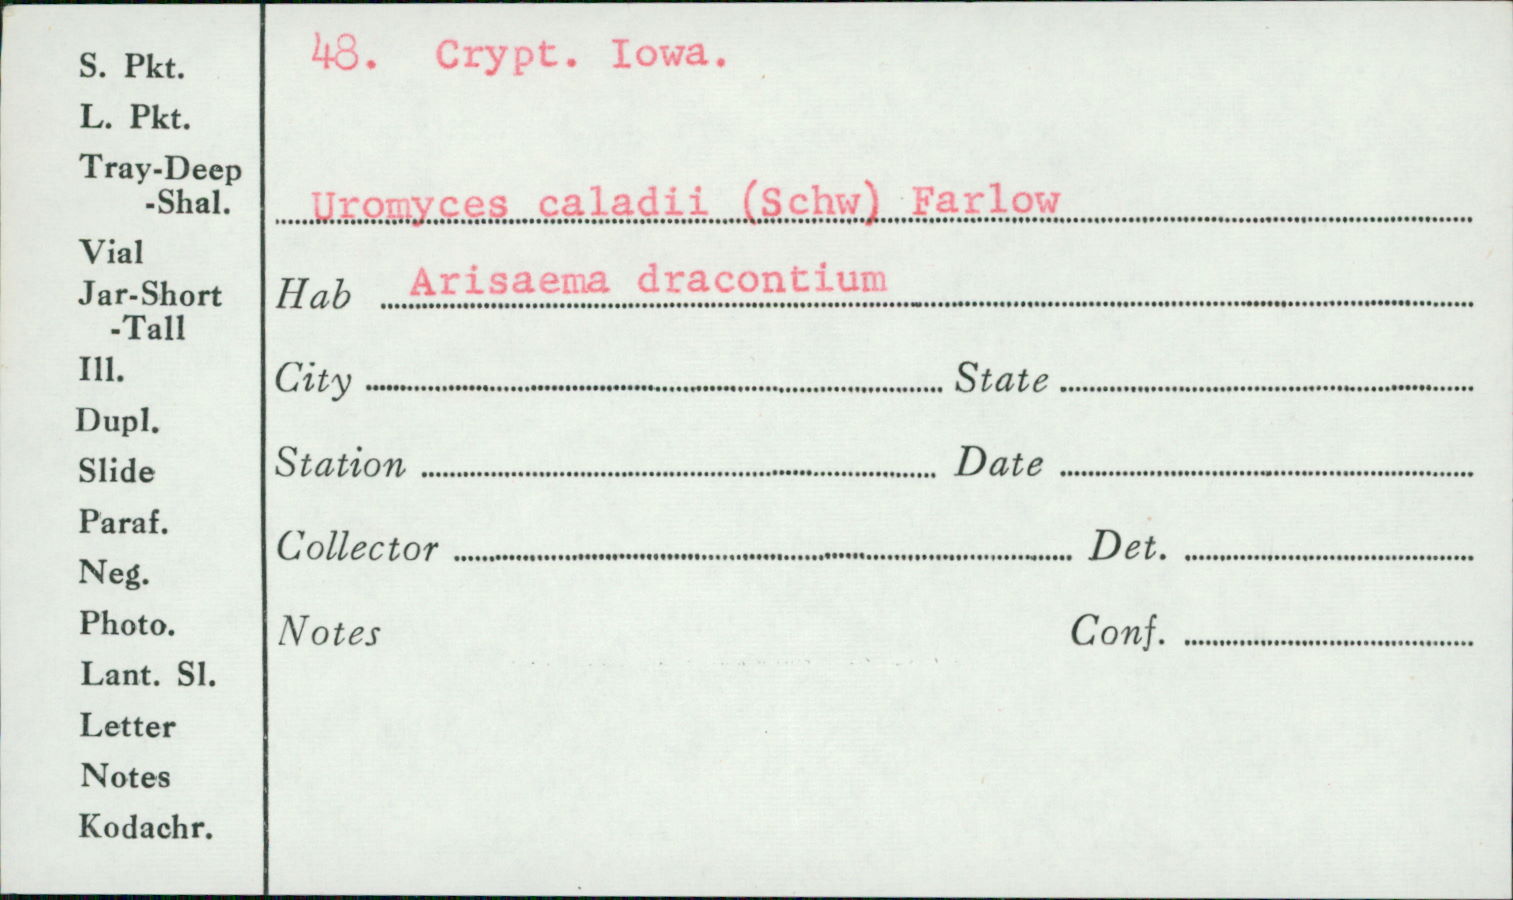 48. Crypt. Iowa.
Uromyces caladii (Schw) Farlow
Hab Arisaema dracontium
City State
Station Date
Collector Det.
Notes Conf.
S. Pkt.
L. Pkt.
Tray-Deep
-Shal.
Vial
Jar-Short
-Tall
Ill.
Dupl.
Slide
Paraf.
Neg.
Photo.
Lant. Sl.
Letter
Notes
Kodachr.